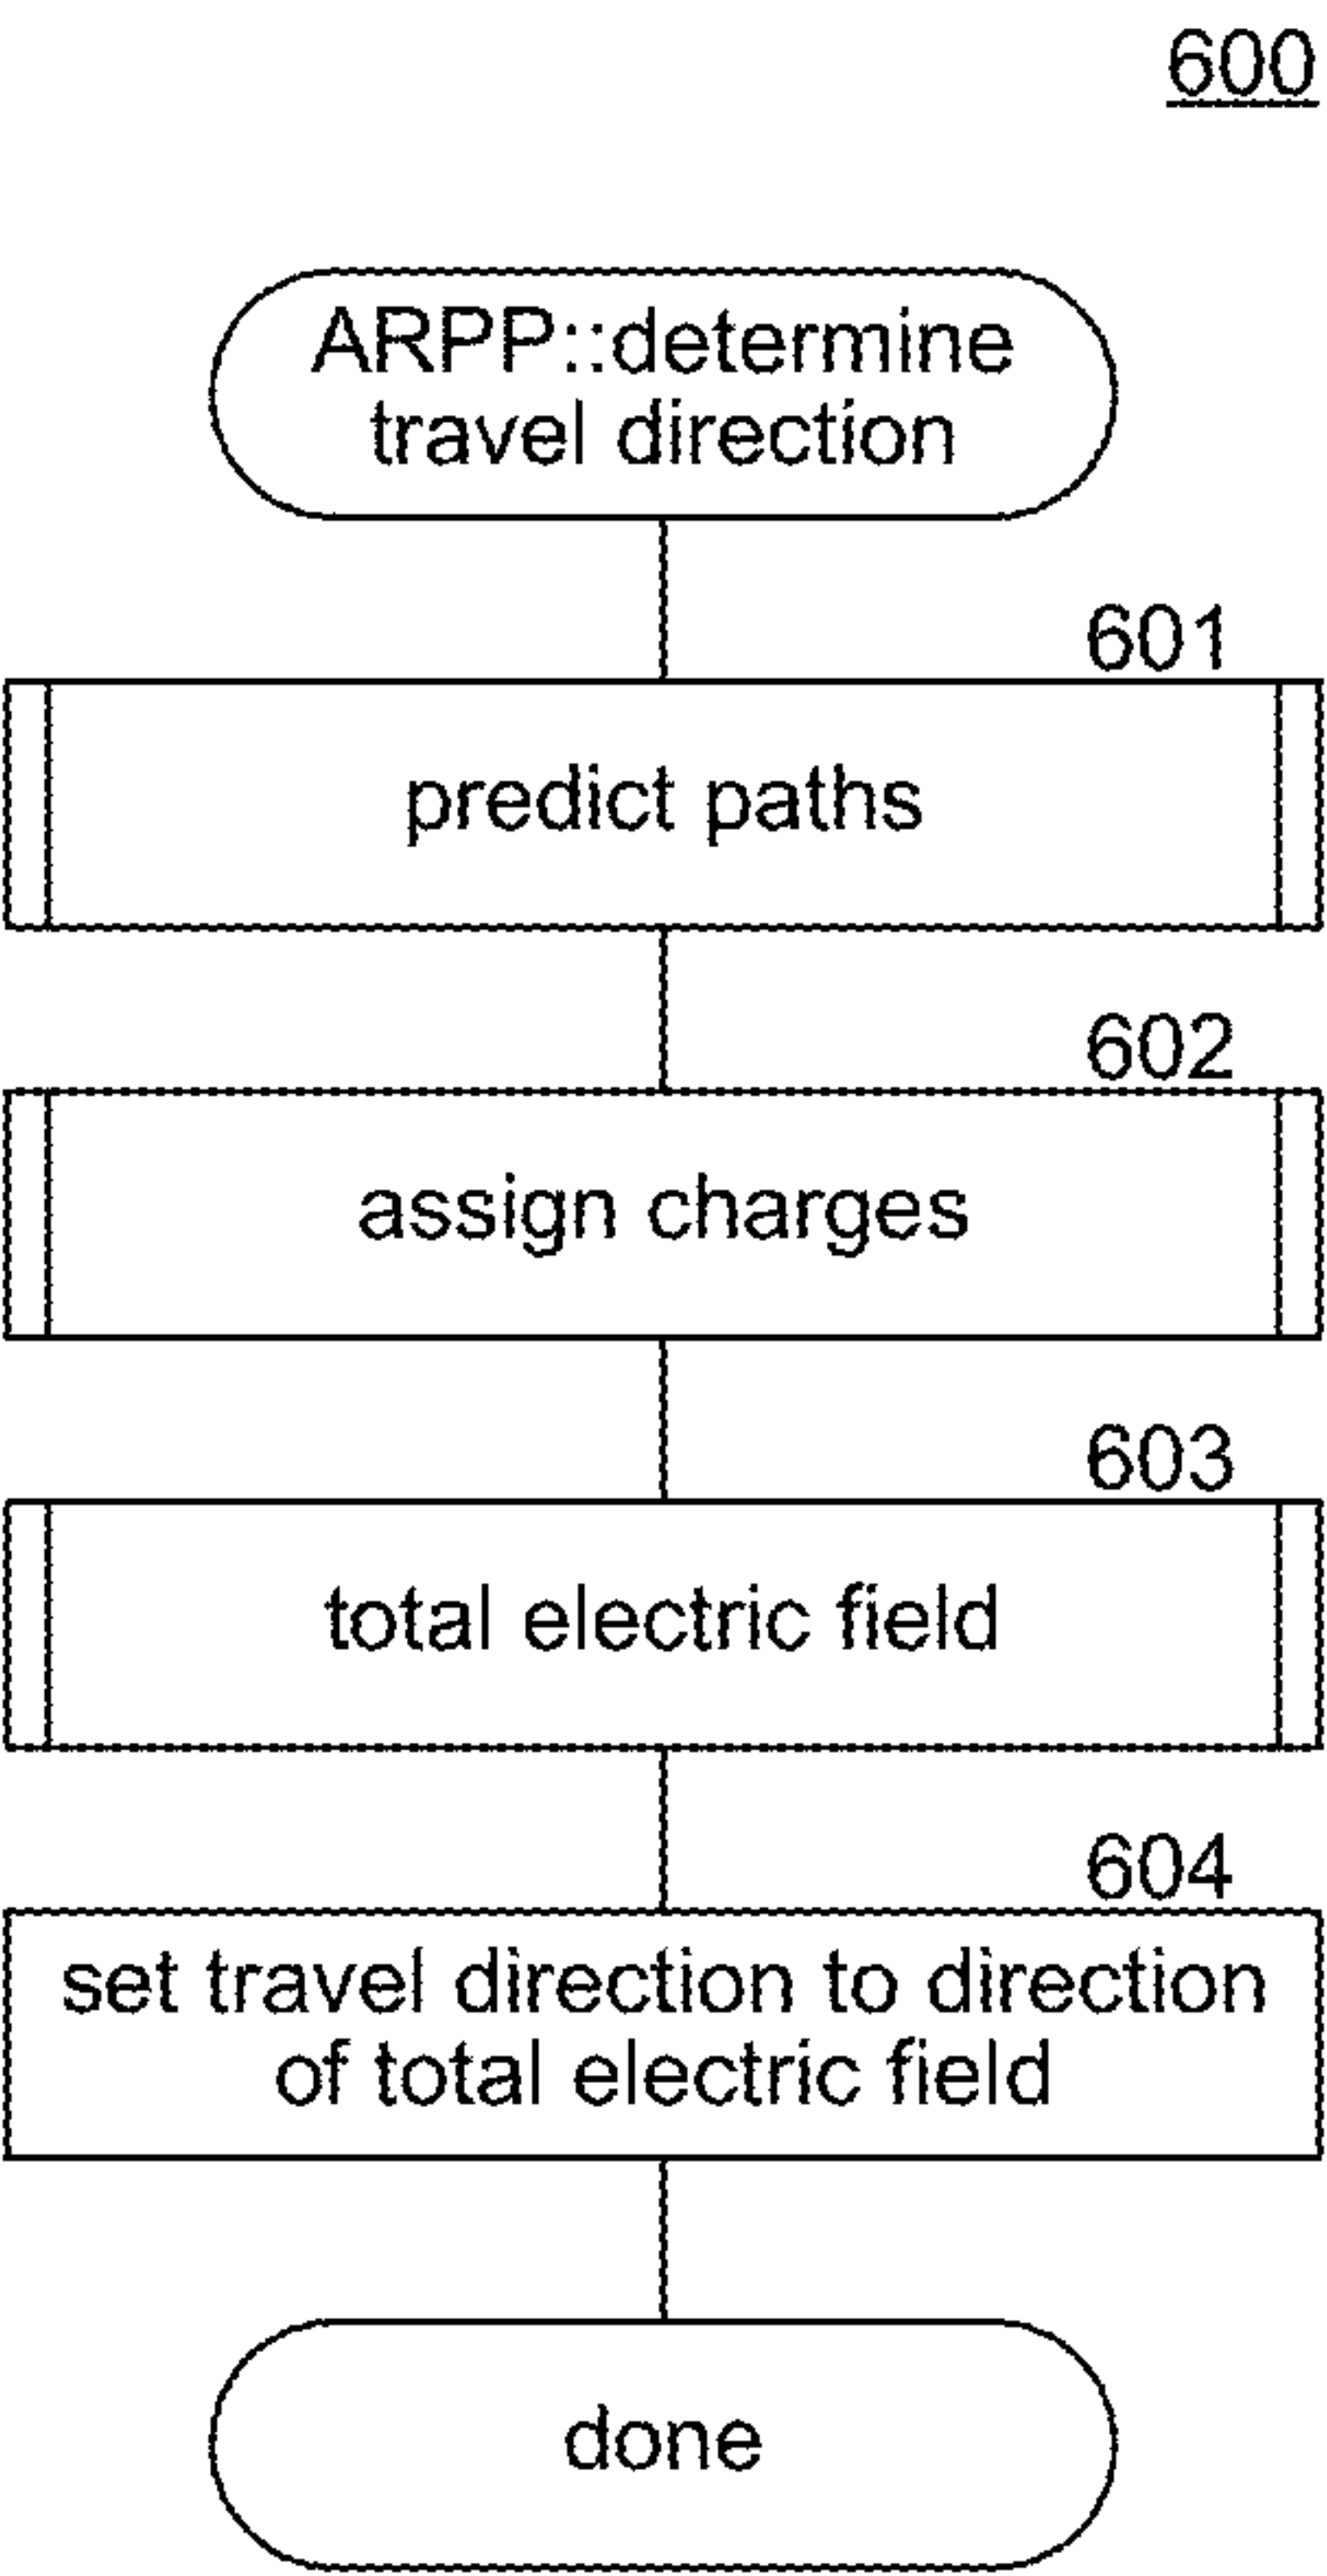 600
ARPP::determine
travel direction
601
predict paths
602
assign charges
603
total electric field
604
set travel direction to direction
of total electric field
done